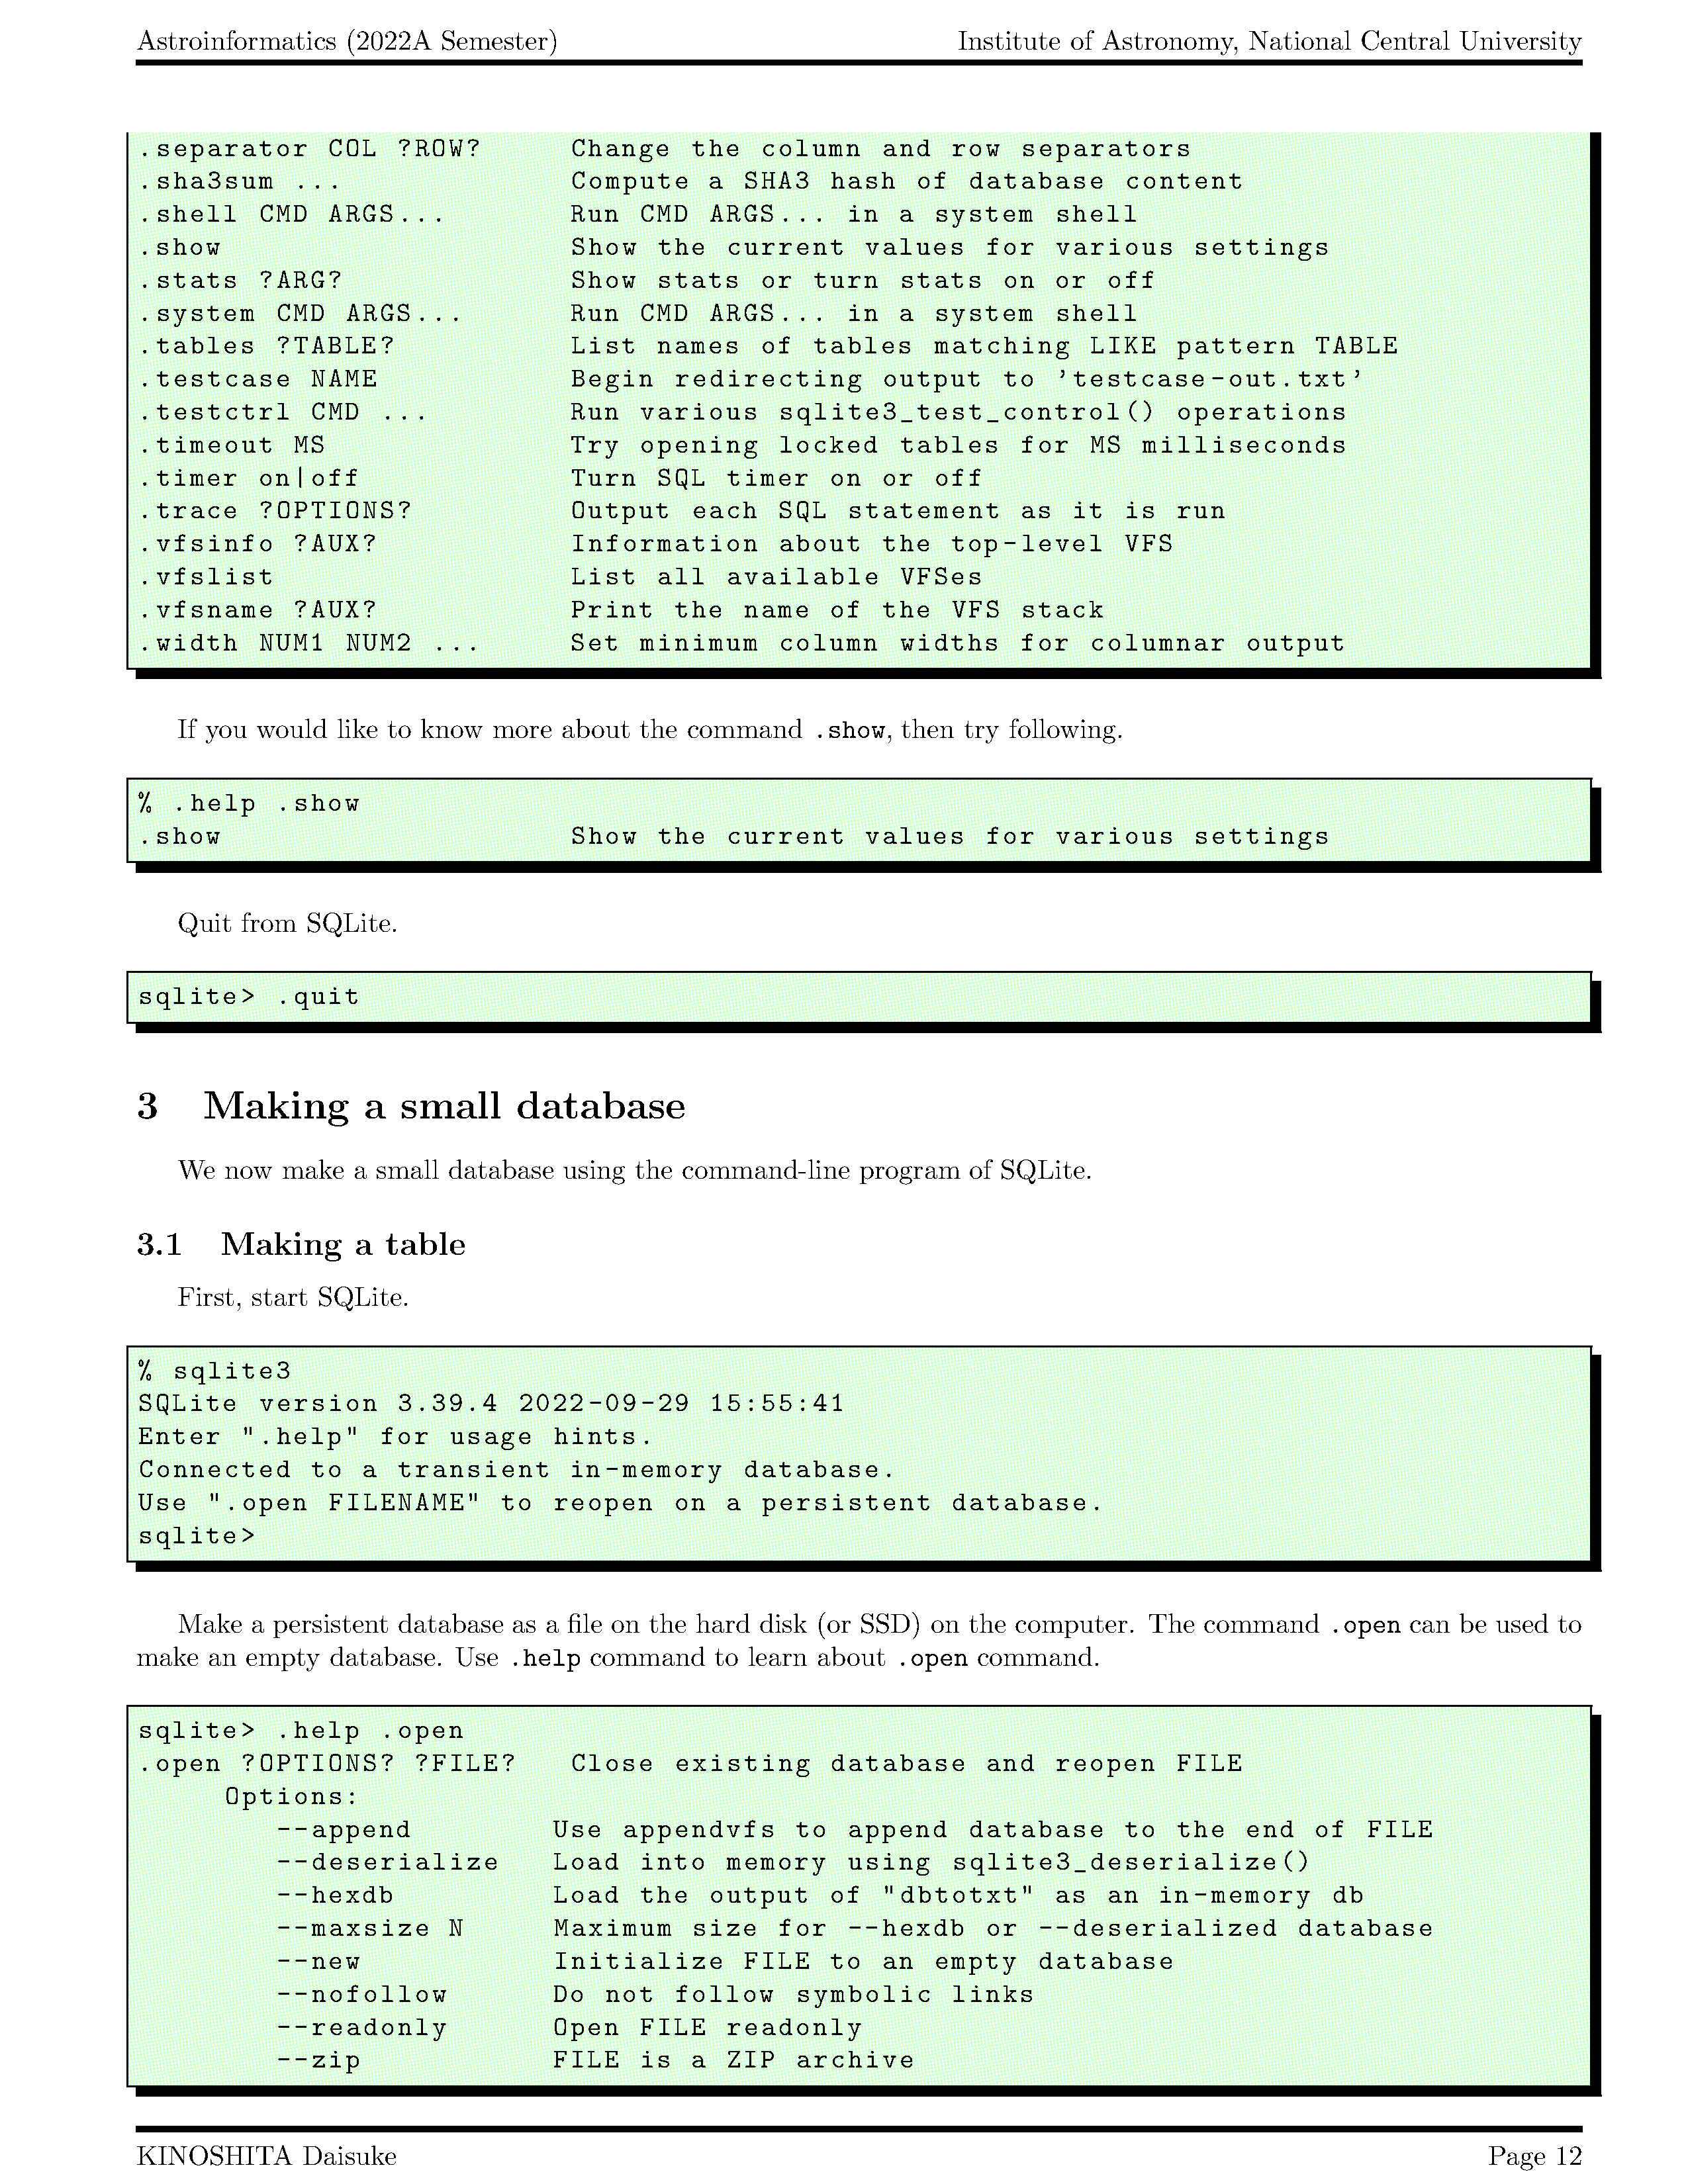 Astroinformatics (2022A Semester) Institute of Astronomy, National Central University
.separator COL ?ROW? Change the column and row separators
.sha3sum ... Compute a SHA3 hash of database content
.shell CMD ARGS... Run CMD ARGS... in a system shell
.show Show the current values for various settings
.stats ?ARG? Show stats or turn stats on or off
.system CMD ARGS... Run CMD ARGS... in a system shell
.tables ?TABLE? List names of tables matching LIKE pattern TABLE
.testcase NAME Begin redirecting output to 'testcase-out.txt'
.testctrl CMD ... Run various sqlite3_test_control() operations
.timeout MS Try opening locked tables for MS milliseconds
.timer on|off Turn SQL timer on or off
.trace ?OPTIONS? Output each SQL statement as it is run
.vfsinfo ?AUX? Information about the top-level VFS
.vfslist List all available VFSes
.vfsname ?AUX? Print the name of the VFS stack
.width NUM1 NUM2 ... Set minimum column widths for columnar output
If you would like to know more about the command .show, then try following.
% .help .show
.show Show the current values for various settings
Quit from SQLite.
sqlite> .quit
3 Making a small database
We now make a small database using the command-line program of SQLite.
3.1 Making a table
First, start SQLite.
% sqlite3
SQLite version 3.39.4 2022-09-29 15:55:41
Enter ".help" for usage hints.
Connected to a transient in-memory database.
Use ".open FILENAME" to reopen on a persistent database.
sqlite>
Make a persistent database as a file on the hard disk (or SSD) on the computer. The command .open can be used to
make an empty database. Use .help command to learn about .open command.
sqlite> .help .open
.open ?OPTIONS? ?FILE? Close existing database and reopen FILE
Options:
--append Use appendvfs to append database to the end of FILE
--deserialize Load into memory using sqlite3_deserialize()
--hexdb Load the output of "dbtotxt" as an in-memory db
--maxsize N Maximum size for --hexdb or --deserialized database
--new Initialize FILE to an empty database
--nofollow Do not follow symbolic links
--readonly Open FILE readonly
--zip FILE is a ZIP archive
KINOSHITA Daisuke Page 12